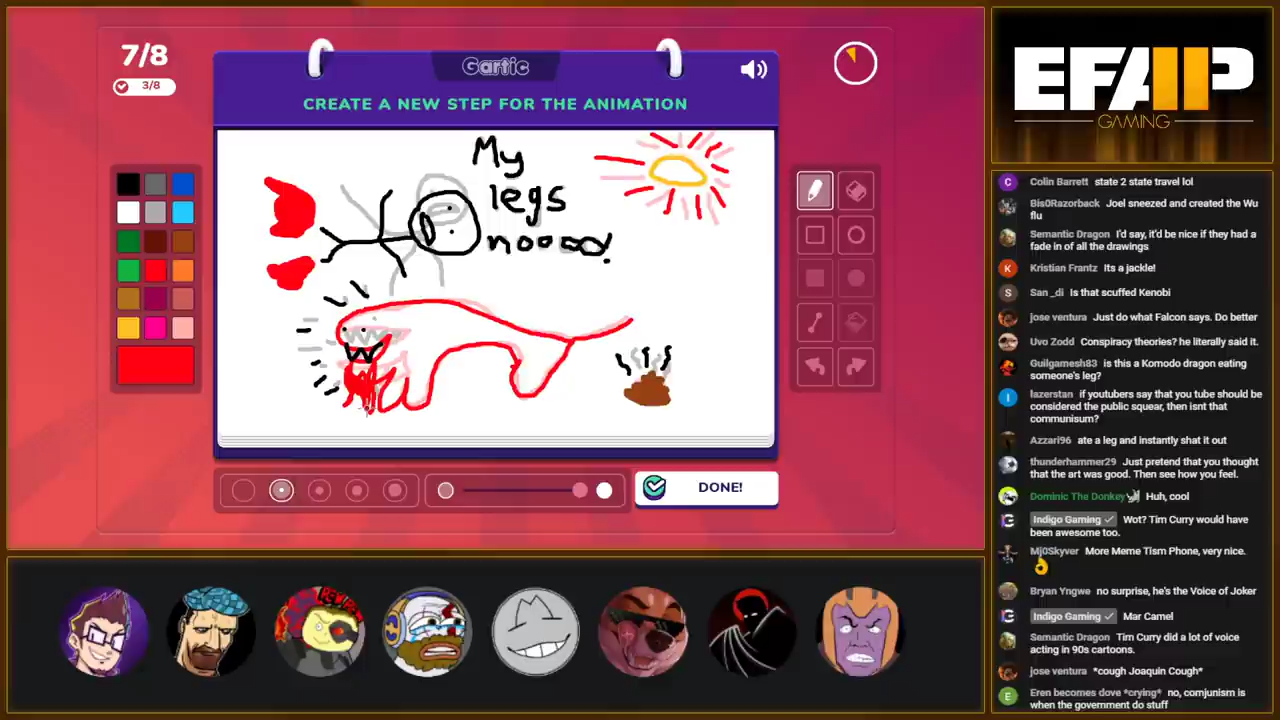 7/8
3/8
Gartic
CREATE A NEW STEP FOR THE ANIMATION
My
legs
noooo!
DONE!
EFAP
GAMING
Colin Barrett state 2 state travel lol
Bis0Razorback Joel sneezed and created the Wu
flu
Semantic Dragon I'd say, it'd be nice if they had a
fade in of all the drawings
Kristian Frantz Its a jackle!
San _di Is that scuffed Kenobi
jose ventura Just do what Falcon says. Do better
Uvo Zodd Conspiracy theories? he literally said it.
Guilgamesh83 is this a Komodo dragon eating
someone's leg?
lazerstan if youtubers say that you tube should be
considered the public squear, then isnt that
communisum?
Azzari96 ate a leg and instantly shat it out
thunderhammer29 Just pretend that you thought
that the art was good. Then see how you feel.
Dominic The Donkey Huh, cool
Indigo Gaming Wot? Tim Curry would have
been awesome too.
Mj0Skyver More Meme Tism Phone, very nice.
Bryan Yngwe no surprise, he's the Voice of Joker
Indigo Gaming Mar Camel
Semantic Dragon Tim Curry did a lot of voice
acting in 90s cartoons.
jose ventura *cough Joaquin Cough*
Eren becomes dove *crying* no, comjunism is
when the government do stuff